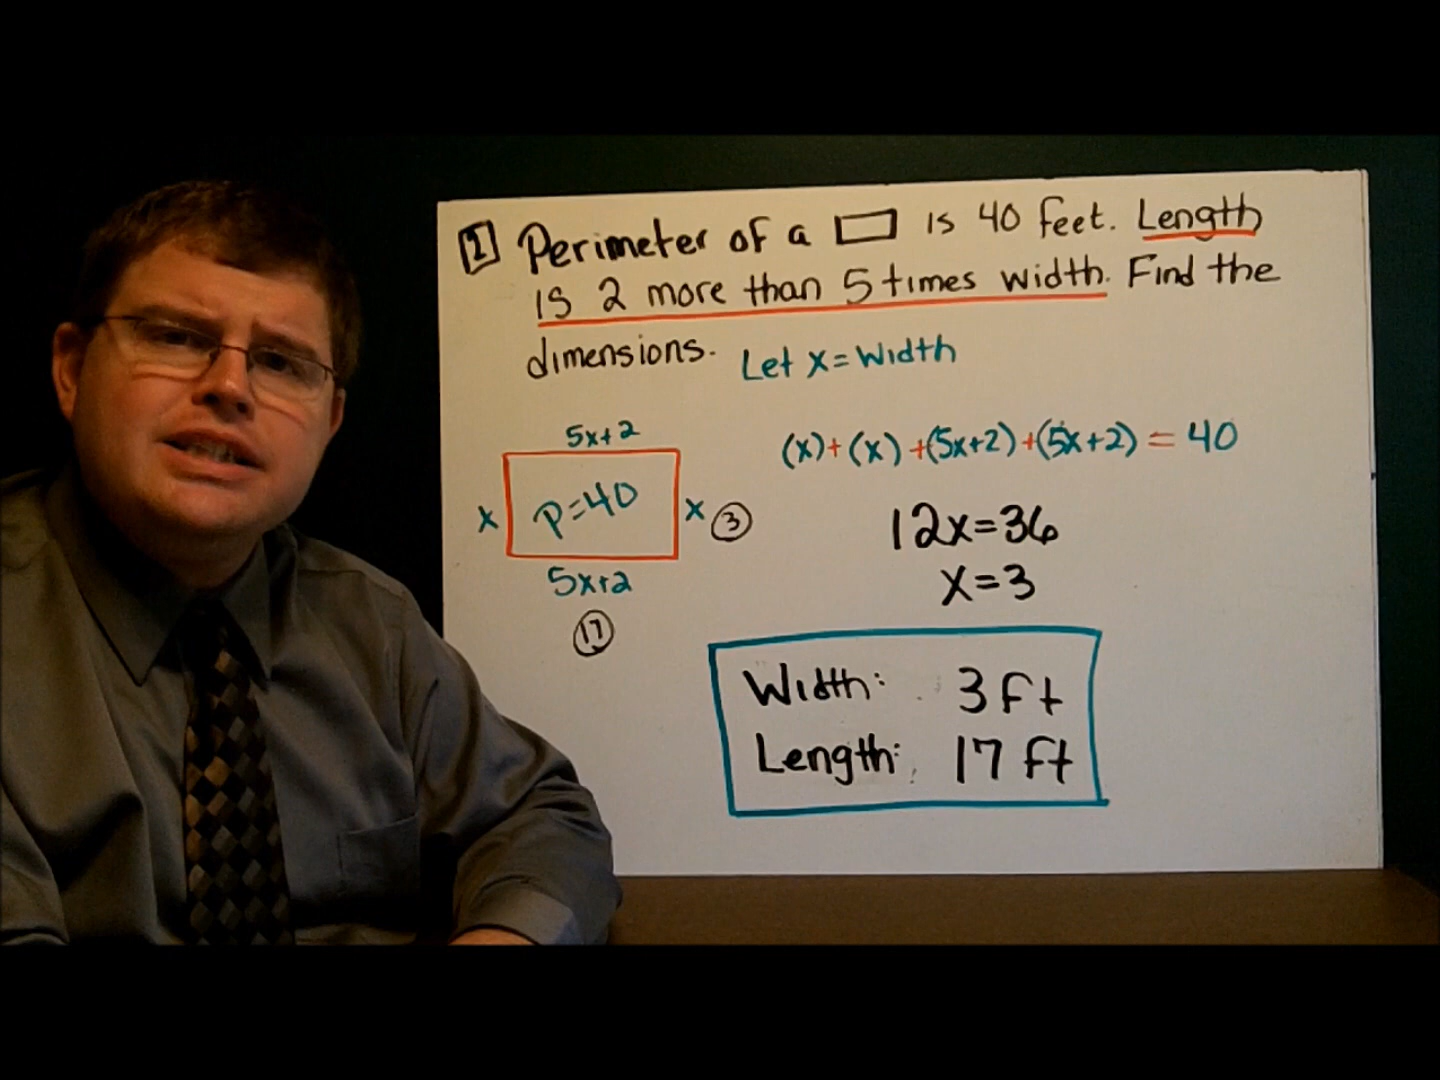 2 Perimeter of a ▭ is 40 feet. Length
is 2 more than 5 times width. Find the
dimensions. Let x = Width
5x+2
(x)+(x)+(5x+2)+(5x+2) = 40
x P=40 x 3
12x=36
5x+2
x=3
17
Width: 3 ft
Length: 17 ft